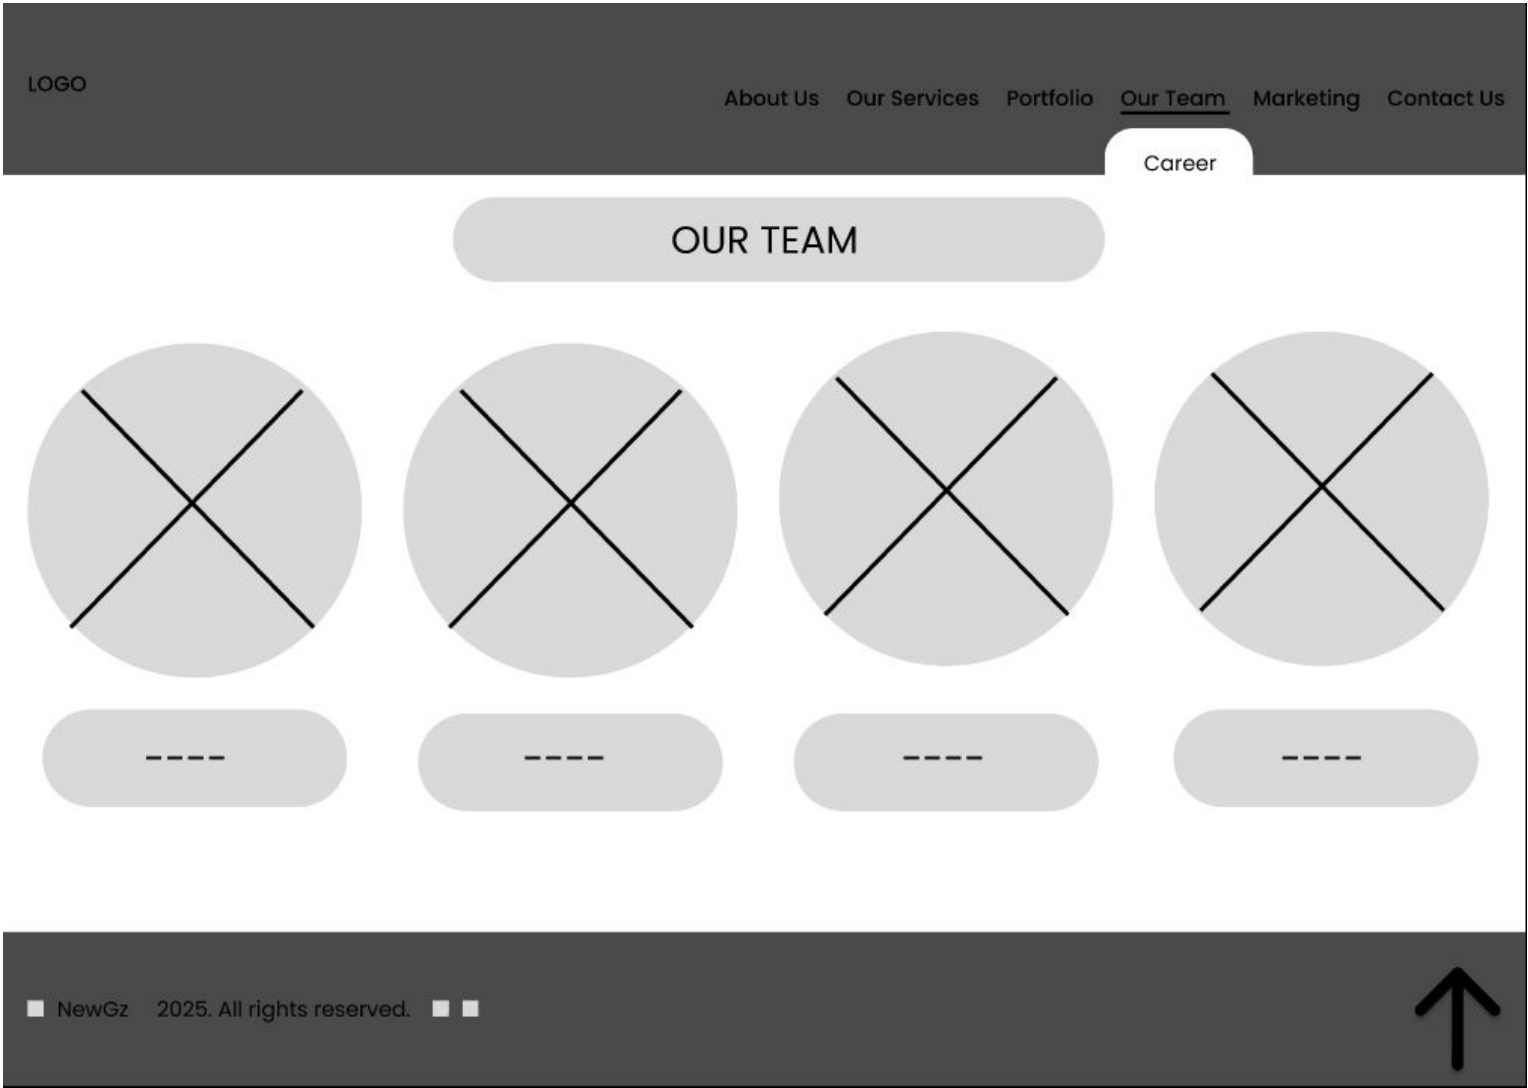 LOGO
About Us Our Services Portfolio Our Team Marketing Contact Us
Career
OUR TEAM
---- ---- ---- ----
NewGz 2025. All rights reserved.